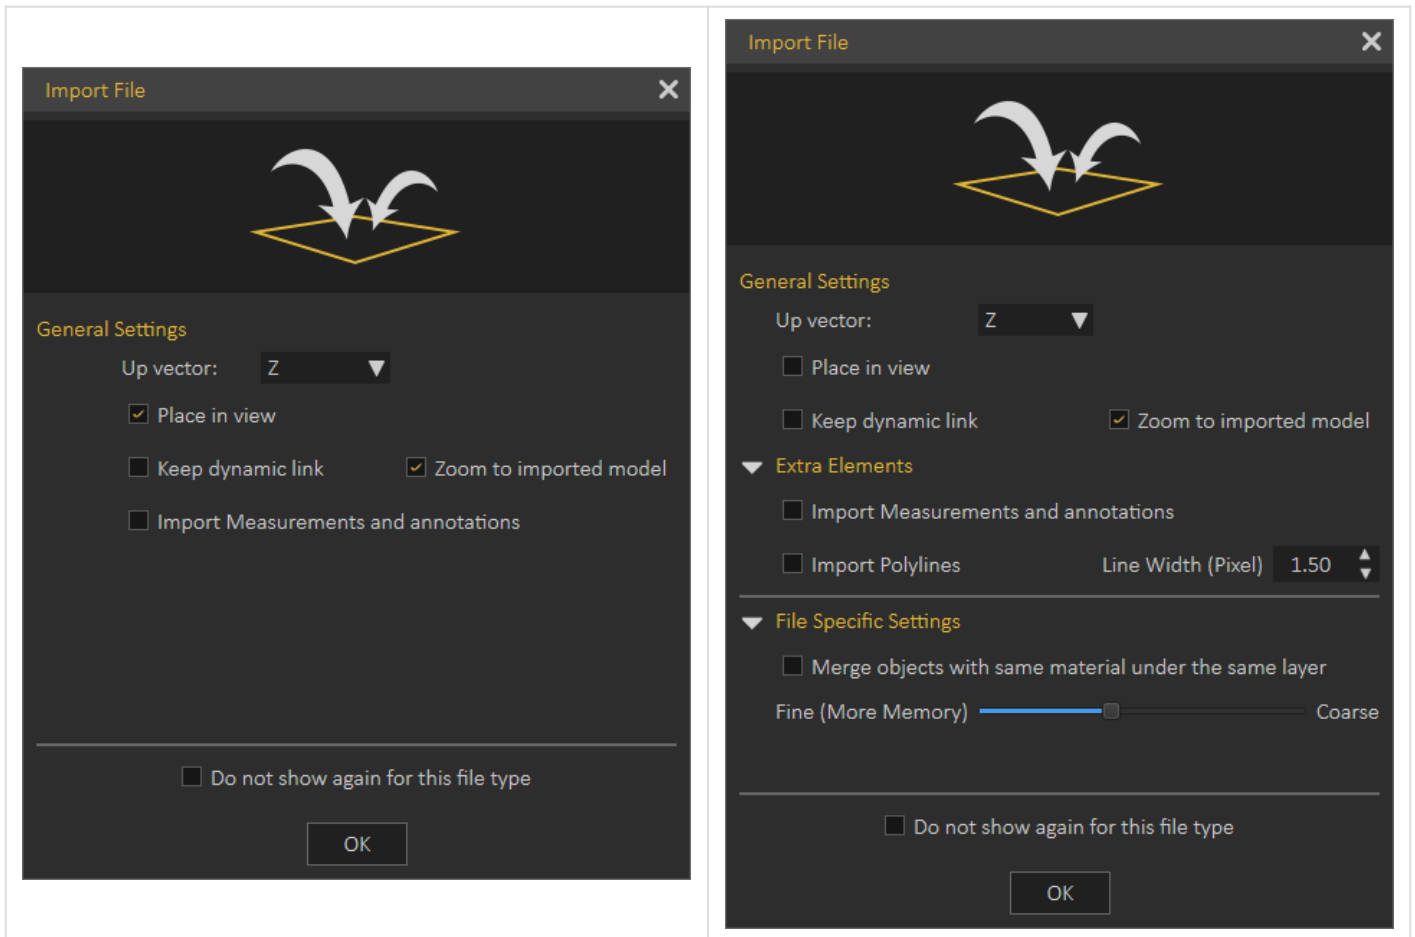 Import File
General Settings
Up vector: Z
Place in view
Keep dynamic link Zoom to imported model
Import Measurements and annotations
Do not show again for this file type
OK
Import File
General Settings
Up vector: Z
Place in view
Keep dynamic link Zoom to imported model
Extra Elements
Import Measurements and annotations
Import Polylines Line Width (Pixel) 1.50
File Specific Settings
Merge objects with same material under the same layer
Fine (More Memory) Coarse
Do not show again for this file type
OK